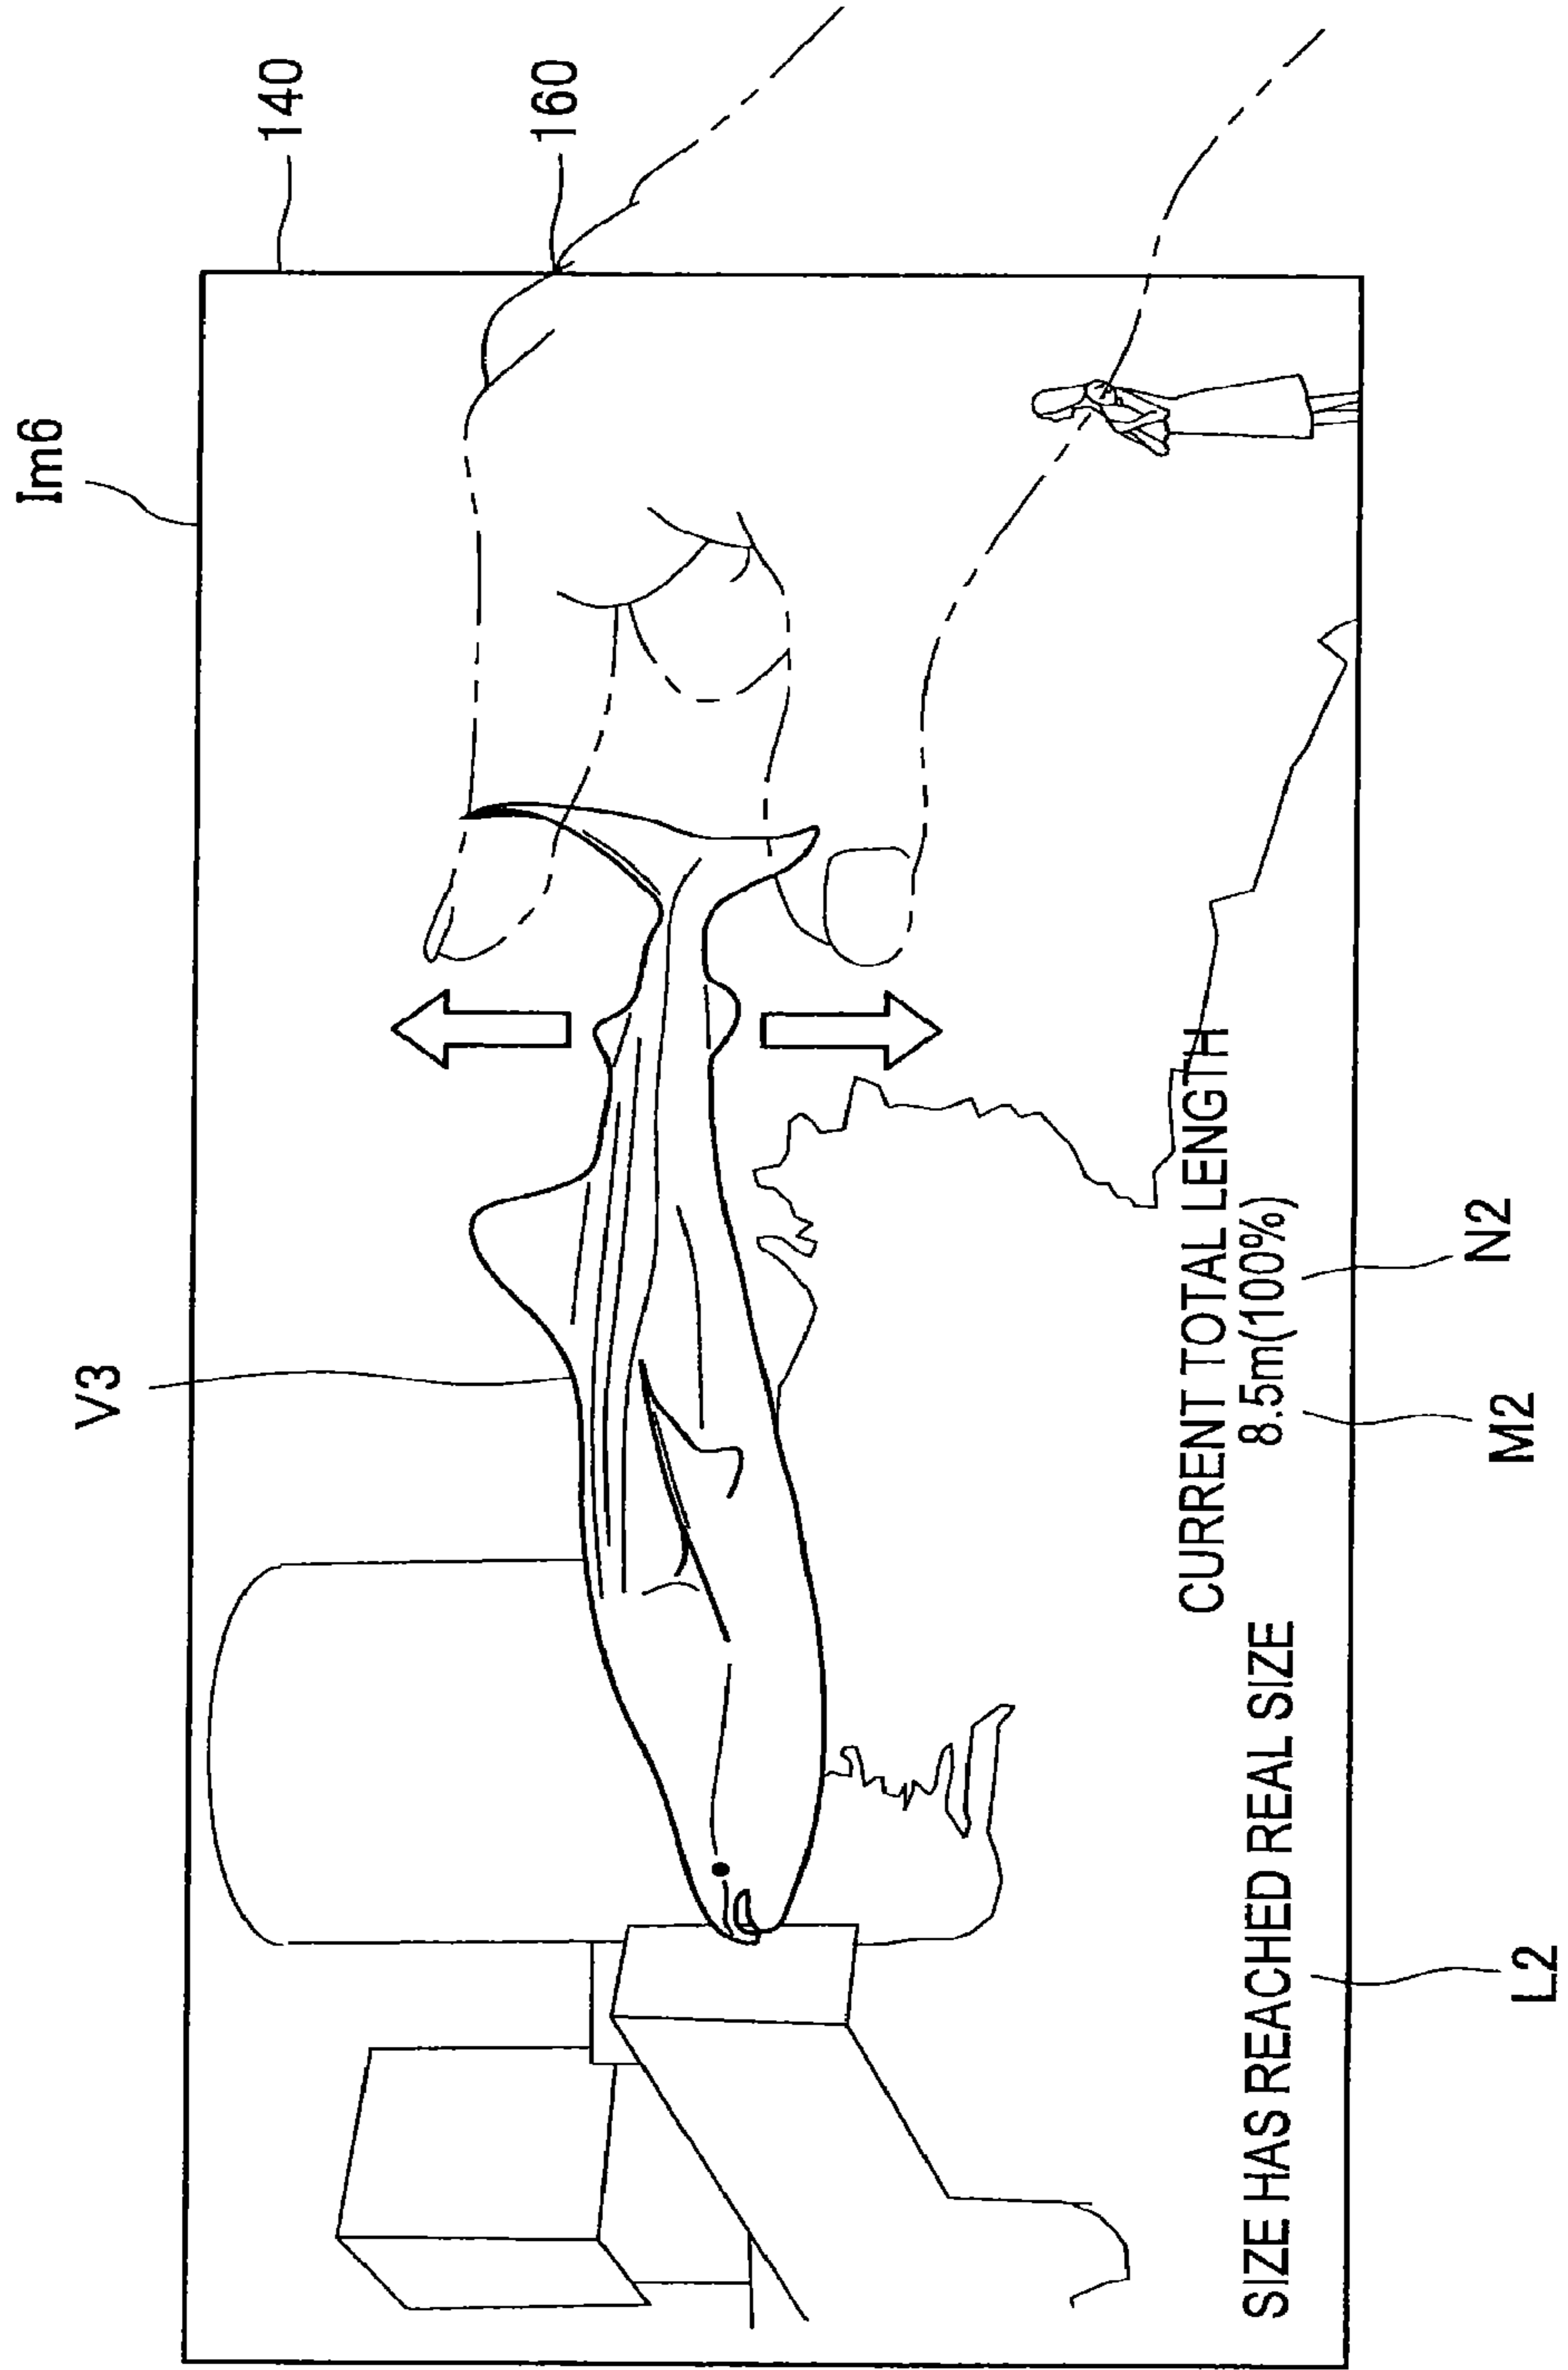 Im6
140
160
V3
CURRENT TOTAL LENGTH
8.5m(100%)
SIZE HAS REACHED REAL SIZE
L2
M2
N2